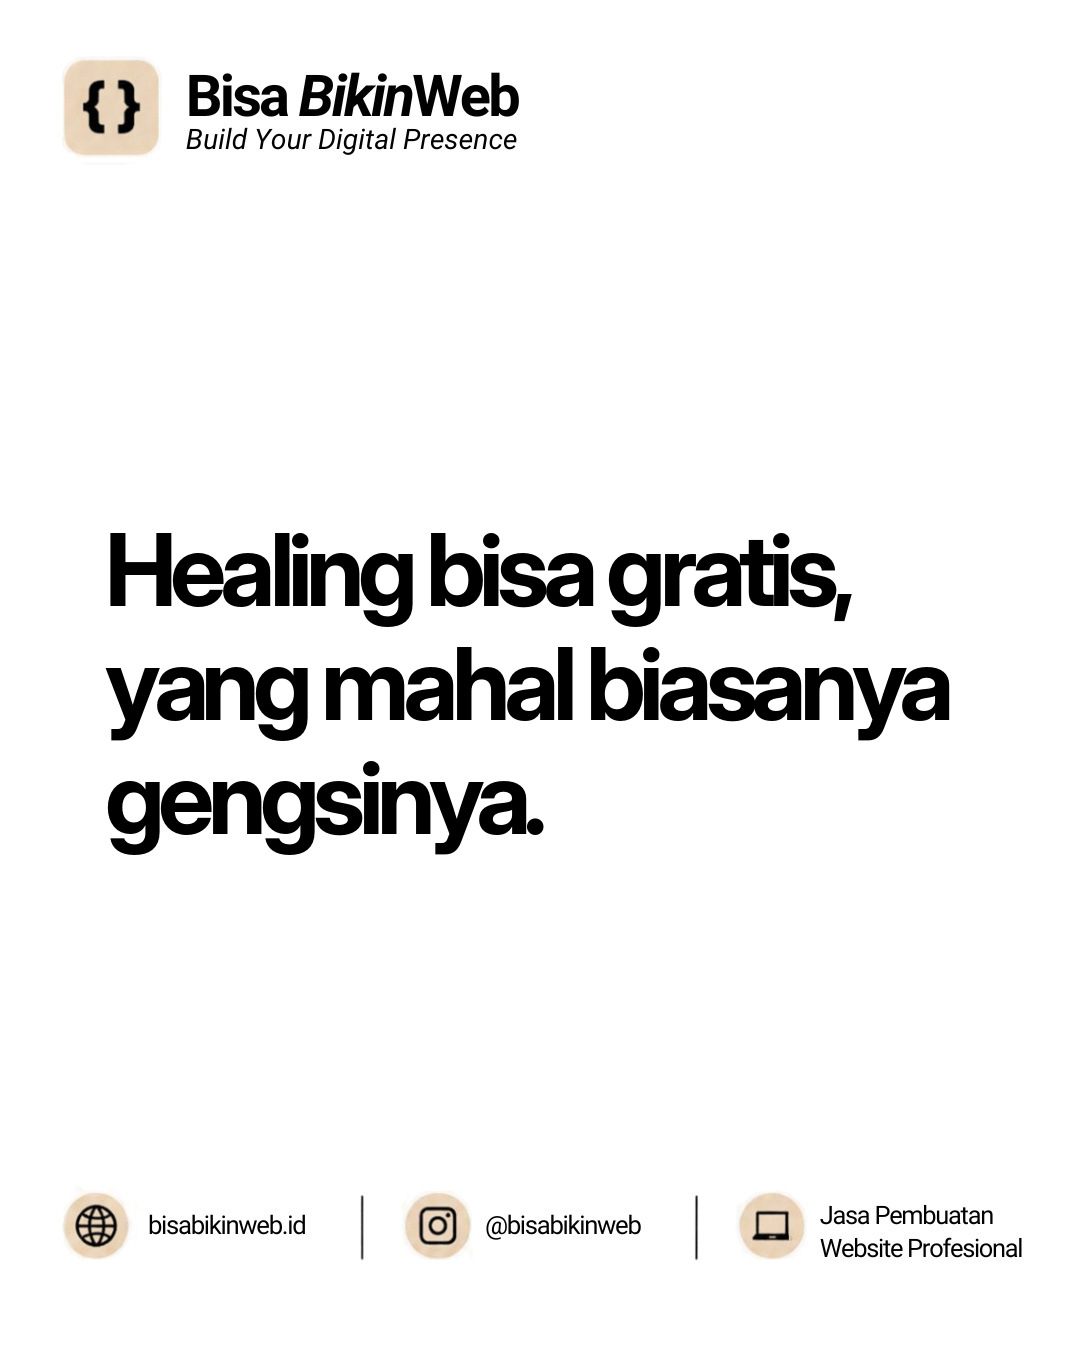 { }
Bisa BikinWeb
Build Your Digital Presence
Healing bisa gratis,
yang mahal biasanya
gengsinya.
bisabikinweb.id
@bisabikinweb
Jasa Pembuatan
Website Profesional